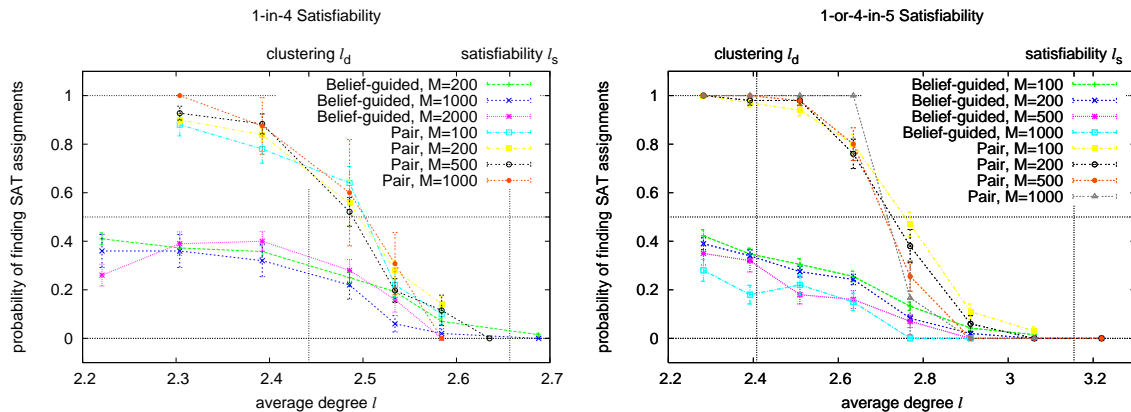 1-in-4 Satisfiability
clustering l_d
satisfiability l_s
Belief-guided, M=200
Belief-guided, M=1000
Belief-guided, M=2000
Pair, M=100
Pair, M=200
Pair, M=500
Pair, M=1000
probability of finding SAT assignments
1
0.8
0.6
0.4
0.2
0
2.2 2.3 2.4 2.5 2.6 2.7
average degree l
1-or-4-in-5 Satisfiability
clustering l_d
satisfiability l_s
Belief-guided, M=100
Belief-guided, M=200
Belief-guided, M=500
Belief-guided, M=1000
Pair, M=100
Pair, M=200
Pair, M=500
Pair, M=1000
probability of finding SAT assignments
1
0.8
0.6
0.4
0.2
0
2.2 2.4 2.6 2.8 3 3.2
average degree l